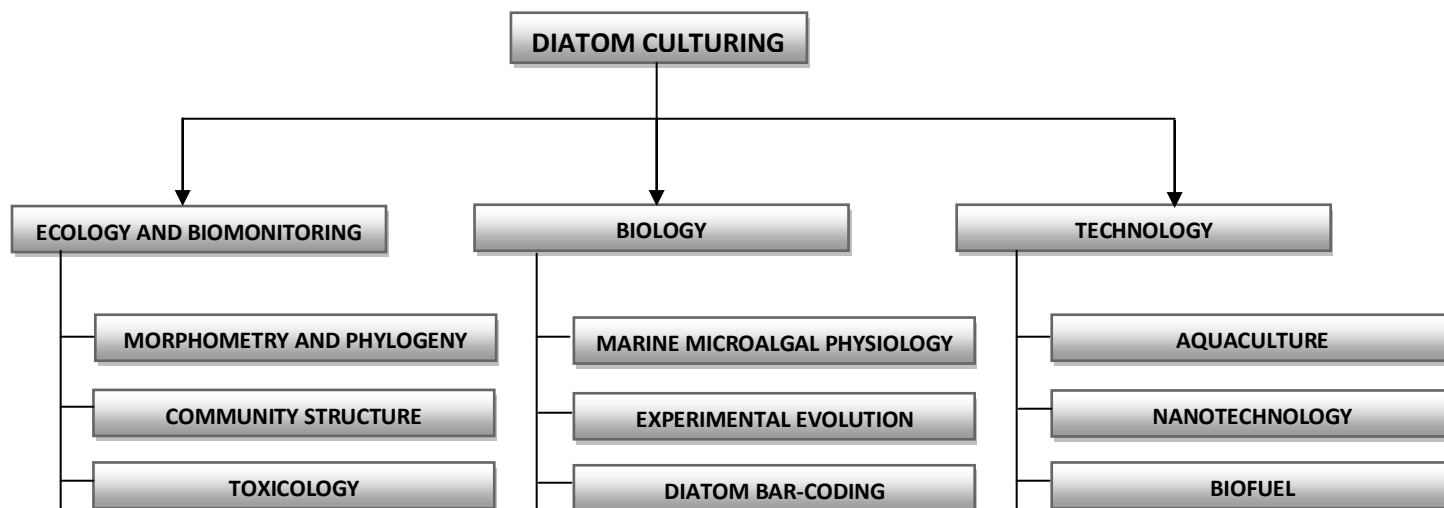 DIATOM CULTURING
ECOLOGY AND BIOMONITORING
BIOLOGY
TECHNOLOGY
MORPHOMETRY AND PHYLOGENY
MARINE MICROALGAL PHYSIOLOGY
AQUACULTURE
COMMUNITY STRUCTURE
EXPERIMENTAL EVOLUTION
NANOTECHNOLOGY
TOXICOLOGY
DIATOM BAR-CODING
BIOFUEL